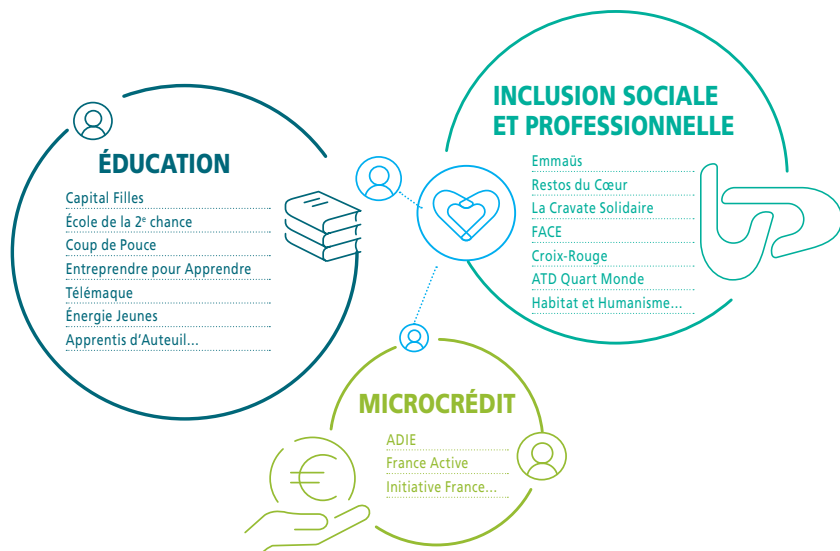 ÉDUCATION
Capital Filles
École de la 2e chance
Coup de Pouce
Entreprendre pour Apprendre
Télémaque
Énergie Jeunes
Apprentis d’Auteuil...
INCLUSION SOCIALE
ET PROFESSIONNELLE
Emmaüs
Restos du Cœur
La Cravate Solidaire
FACE
Croix-Rouge
ATD Quart Monde
Habitat et Humanisme...
MICROCRÉDIT
ADIE
France Active
Initiative France...